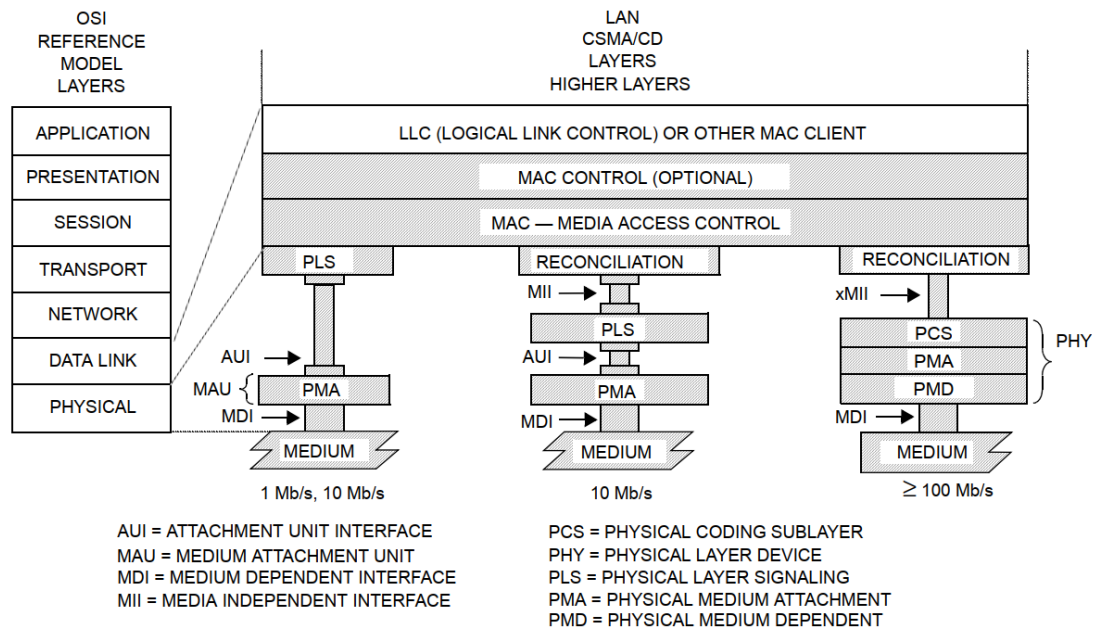 OSI
REFERENCE
MODEL
LAYERS
LAN
CSMA/CD
LAYERS
HIGHER LAYERS
APPLICATION
PRESENTATION
SESSION
TRANSPORT
NETWORK
DATA LINK
PHYSICAL
LLC (LOGICAL LINK CONTROL) OR OTHER MAC CLIENT
MAC CONTROL (OPTIONAL)
MAC — MEDIA ACCESS CONTROL
PLS
AUI
MAU
PMA
MDI
MEDIUM
1 Mb/s, 10 Mb/s
RECONCILIATION
MII
PLS
AUI
PMA
MDI
MEDIUM
10 Mb/s
RECONCILIATION
xMII
PCS
PMA
PMD
PHY
MDI
MEDIUM
≥ 100 Mb/s
AUI = ATTACHMENT UNIT INTERFACE
MAU = MEDIUM ATTACHMENT UNIT
MDI = MEDIUM DEPENDENT INTERFACE
MII = MEDIA INDEPENDENT INTERFACE
PCS = PHYSICAL CODING SUBLAYER
PHY = PHYSICAL LAYER DEVICE
PLS = PHYSICAL LAYER SIGNALING
PMA = PHYSICAL MEDIUM ATTACHMENT
PMD = PHYSICAL MEDIUM DEPENDENT